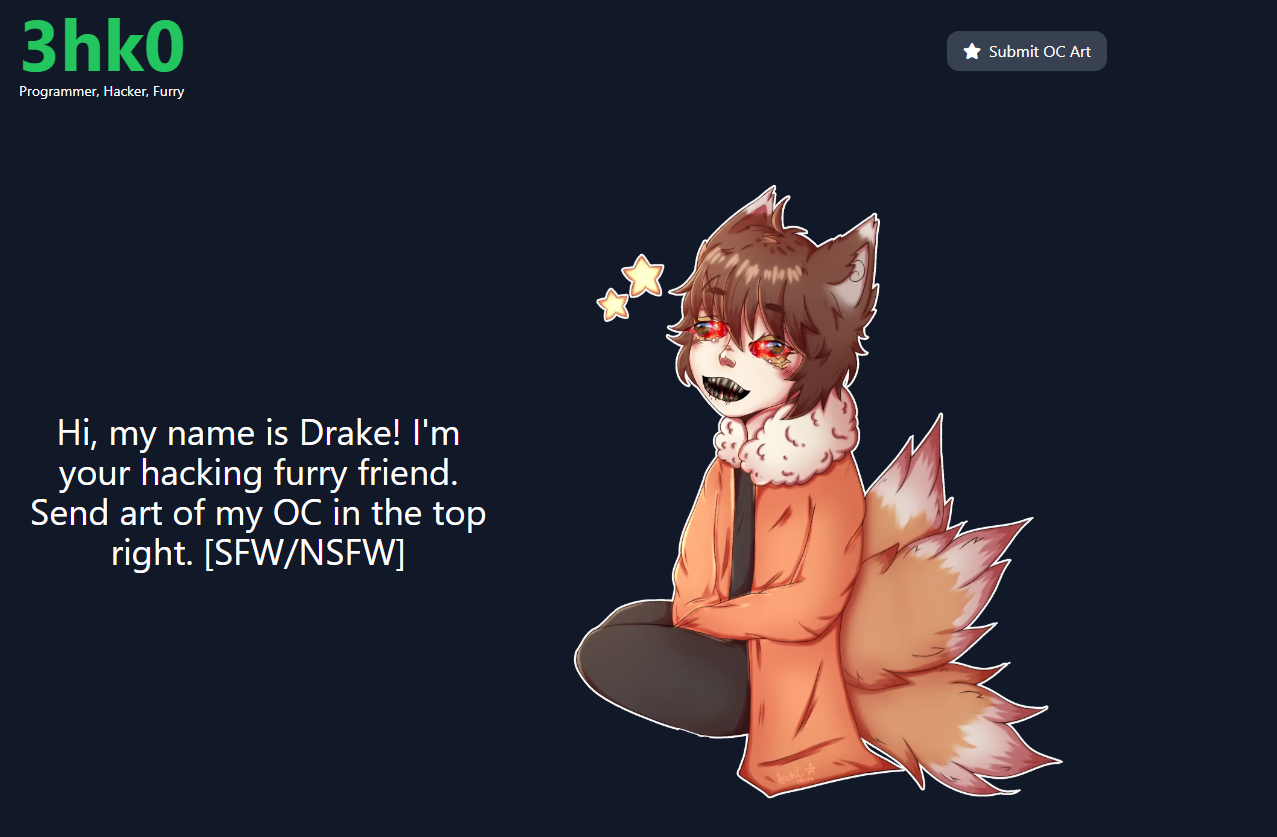 3hk0
Programmer, Hacker, Furry
Submit OC Art
Hi, my name is Drake! I'm
your hacking furry friend.
Send art of my OC in the top
right. [SFW/NSFW]